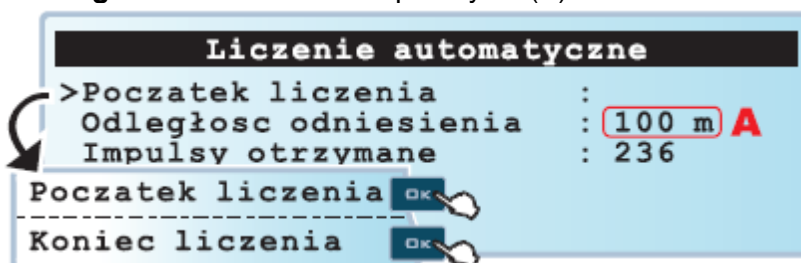 Liczenie automatyczne
>Poczatek liczenia :
Odległosc odniesienia : 100 m A
Impulsy otrzymane : 236
Poczatek liczenia OK
Koniec liczenia OK